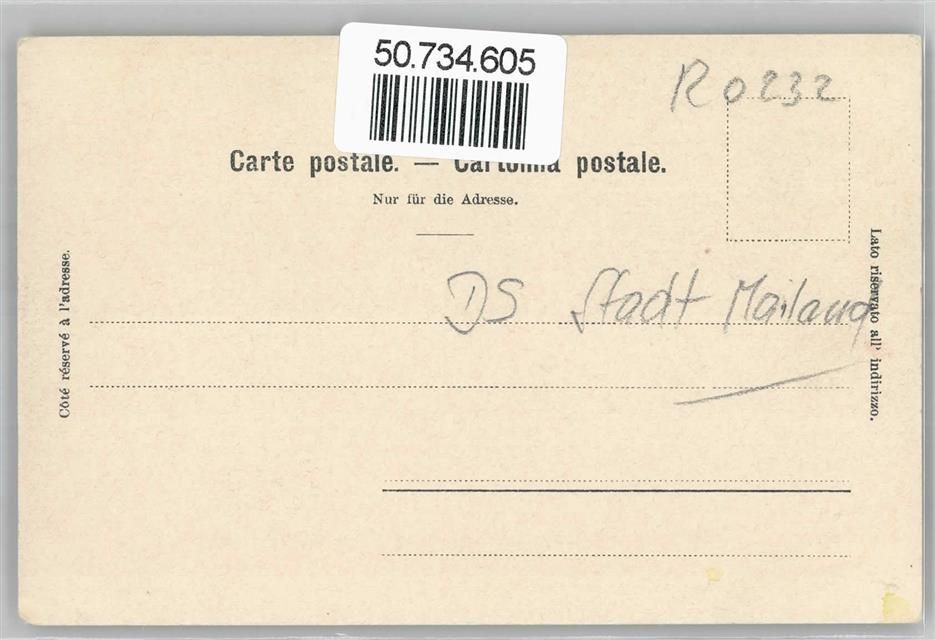 50.734.605
R 0232
Carte postale. — Cartolina postale.
Nur für die Adresse.
Côté réservé à l'adresse.
Lato riservato all' indirizzo.
DS Stadt Mailand